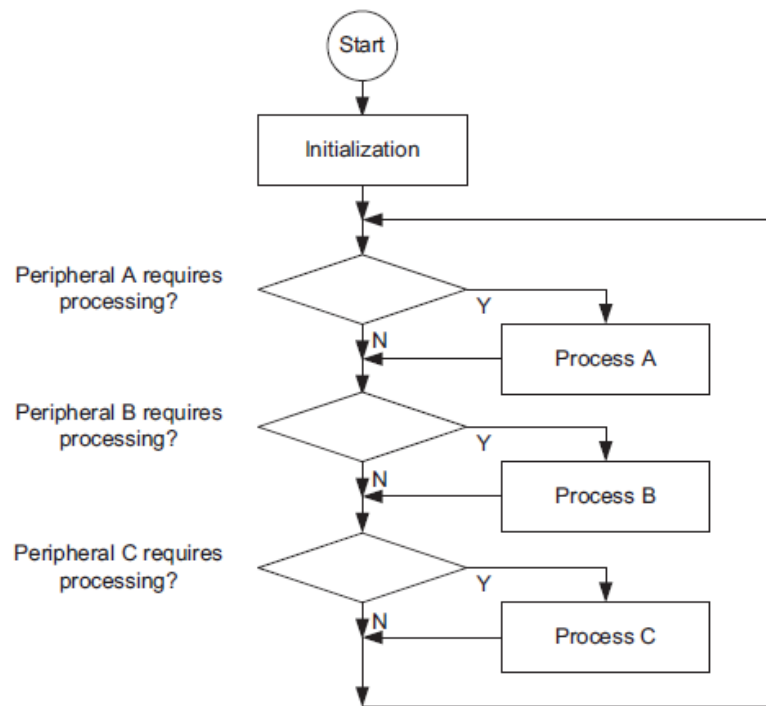 Start
Initialization
Peripheral A requires
processing?
Y
N
Process A
Peripheral B requires
processing?
Y
N
Process B
Peripheral C requires
processing?
Y
N
Process C